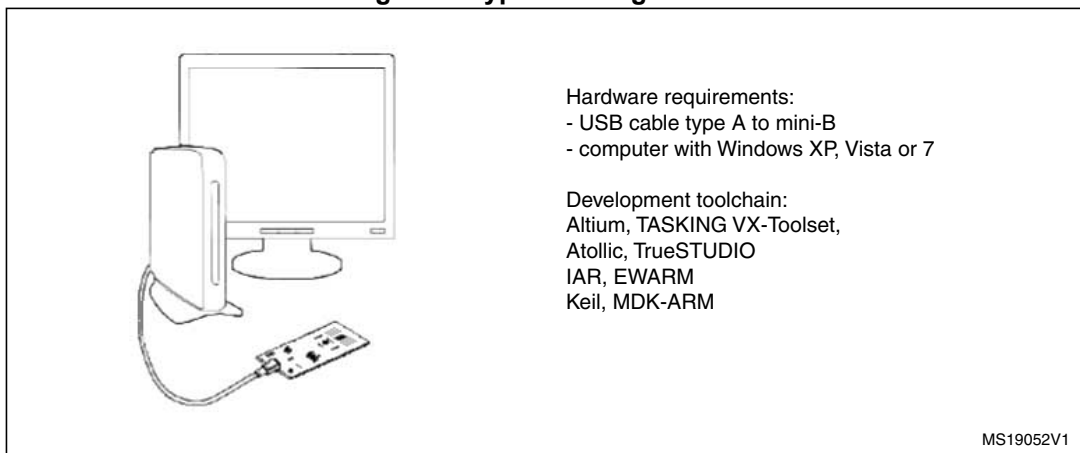 Hardware requirements:
- USB cable type A to mini-B
- computer with Windows XP, Vista or 7
Development toolchain:
Altium, TASKING VX-Toolset,
Atollic, TrueSTUDIO
IAR, EWARM
Keil, MDK-ARM
MS19052V1